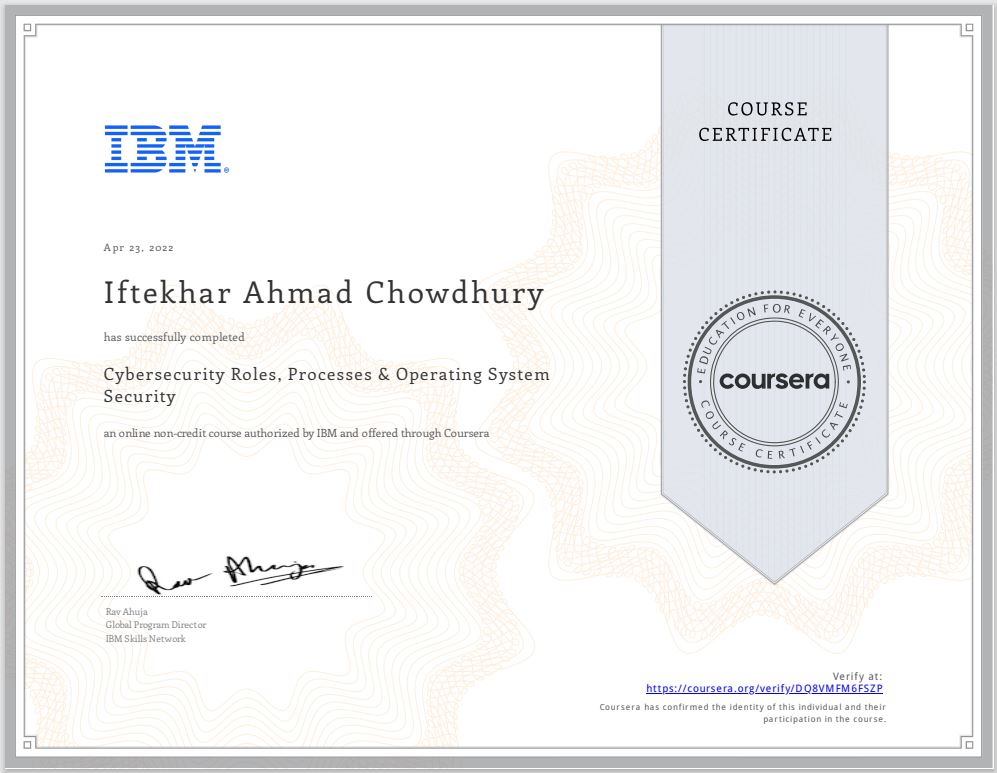 COURSE
CERTIFICATE
IBM®
Apr 23, 2022
Iftekhar Ahmad Chowdhury
has successfully completed
Cybersecurity Roles, Processes & Operating System
Security
an online non-credit course authorized by IBM and offered through Coursera
EDUCATION FOR EVERYONE
coursera
COURSE CERTIFICATE
Rav Ahuja
Rav Ahuja
Global Program Director
IBM Skills Network
Verify at:
https://coursera.org/verify/DQ8VMFM6FSZP
Coursera has confirmed the identity of this individual and their
participation in the course.